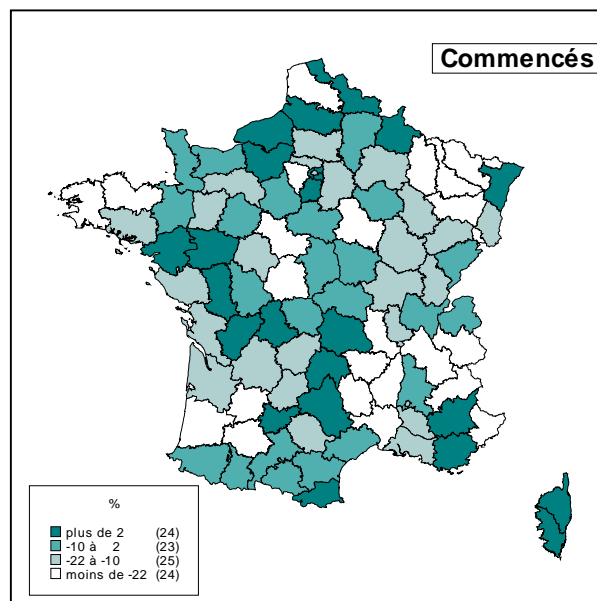 Commencés
%
plus de 2 (24)
-10 à 2 (23)
-22 à -10 (25)
moins de -22 (24)